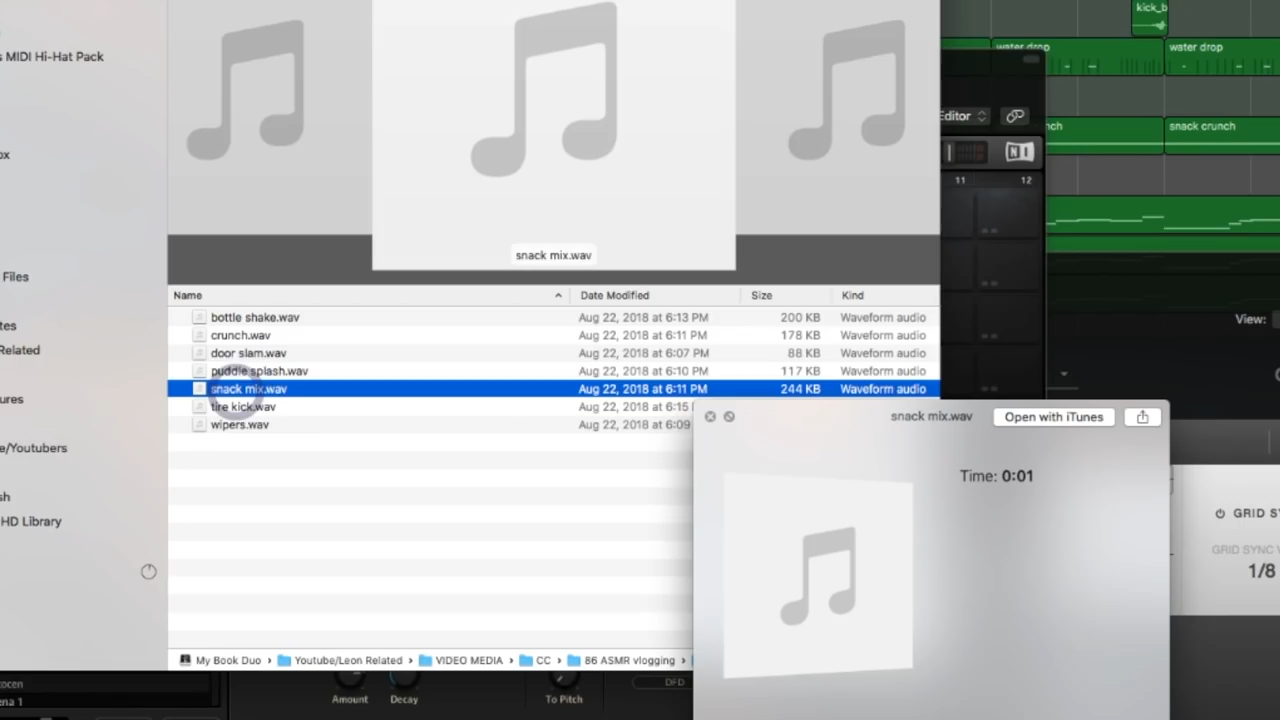 s MIDI Hi-Hat Pack
ox
Files
tes
Related
ures
e/Youtubers
sh
HD Library
snack mix.wav
Name Date Modified Size Kind
bottle shake.wav Aug 22, 2018 at 6:13 PM 200 KB Waveform audio
crunch.wav Aug 22, 2018 at 6:11 PM 178 KB Waveform audio
door slam.wav Aug 22, 2018 at 6:07 PM 88 KB Waveform audio
puddle splash.wav Aug 22, 2018 at 6:10 PM 117 KB Waveform audio
snack mix.wav Aug 22, 2018 at 6:11 PM 244 KB Waveform audio
tire kick.wav Aug 22, 2018 at 6:15
wipers.wav Aug 22, 2018 at 6:09
My Book Duo › Youtube/Leon Related › VIDEO MEDIA › CC › 86 ASMR vlogging ›
snack mix.wav Open with iTunes
Time: 0:01
kick_b
water drop water drop
Editor
NI
nch snack crunch
11 12
View:
GRID SY
GRID SYNC V
1/8
tocen
ena 1
Amount Decay To Pitch DFD